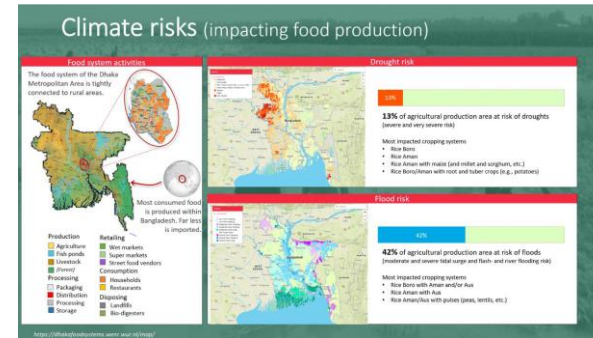 Climate risks (impacting food production)
Food system activities
The food system of the Dhaka
Metropolitan Area is tightly
connected to rural areas.
Most consumed food
is produced within
Bangladesh. Far less
is imported.
Production
Agriculture
Fish ponds
Livestock
(Forest)
Processing
Packaging
Distribution
Processing
Storage
Retailing
Wet markets
Super markets
Street food vendors
Consumption
Households
Restaurants
Disposing
Landfills
Bio-digesters
Drought risk
13%
13% of agricultural production area at risk of droughts
(severe and very severe risk)
Most impacted cropping systems
• Rice Boro
• Rice Aman
• Rice Aman with maize (and millet and sorghum, etc.)
• Rice Boro/Aman with root and tuber crops (e.g., potatoes)
Flood risk
42%
42% of agricultural production area at risk of floods
(moderate and severe tidal surge and flash- and river flooding risk)
Most impacted cropping systems
• Rice Boro with Aman and/or Aus
• Rice Aman with Aus
• Rice Aman/Aus with pulses (peas, lentils, etc.)
https://dhakafoodsystems.wenr.wur.nl/map/